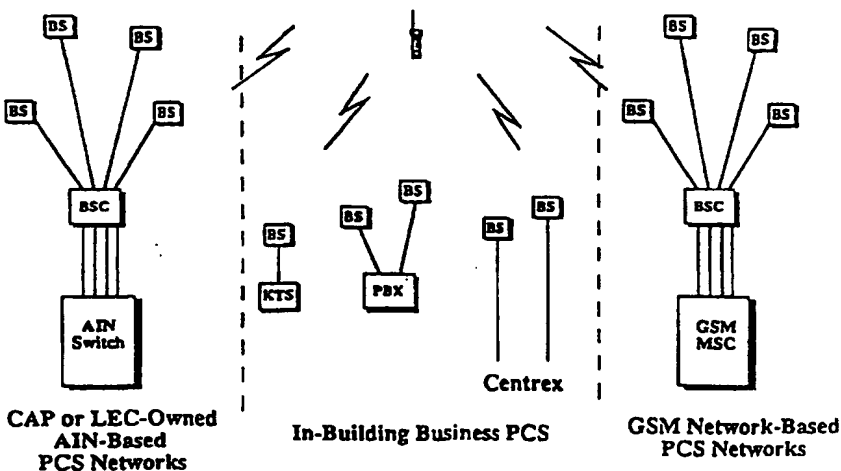 BS
BS
BS
BS
BSC
AIN
Switch
CAP or LEC-Owned
AIN-Based
PCS Networks
BS
KTS
BS
BS
PBX
BS
BS
Centrex
In-Building Business PCS
BS
BS
BS
BS
BSC
GSM
MSC
GSM Network-Based
PCS Networks